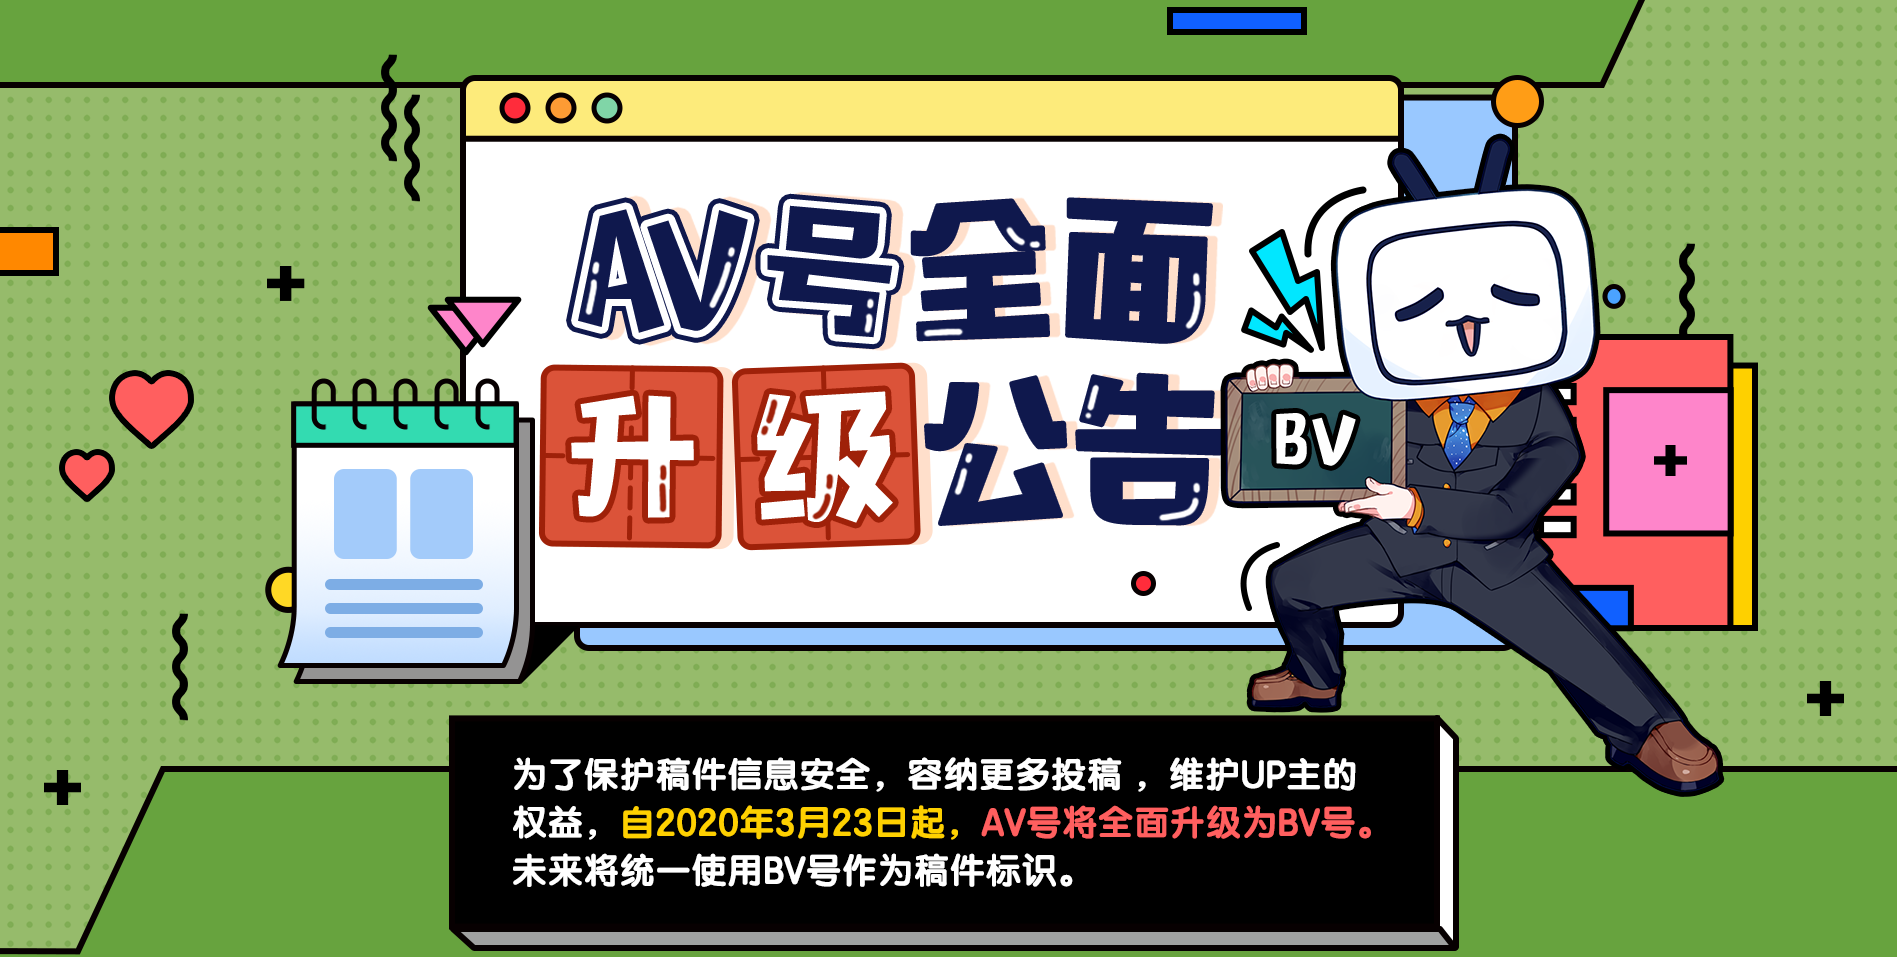 AV号全面
升级公告
BV
为了保护稿件信息安全，容纳更多投稿 ，维护UP主的
权益，自2020年3月23日起，AV号将全面升级为BV号。
未来将统一使用BV号作为稿件标识。